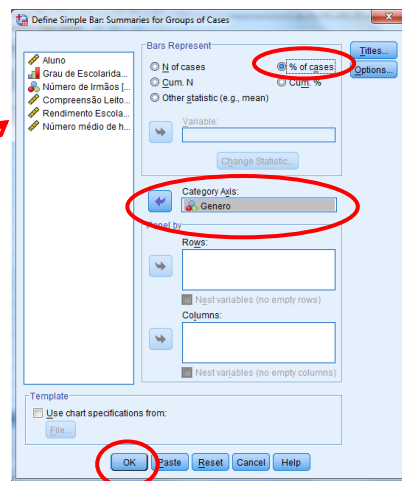 Define Simple Bar: Summaries for Groups of Cases
Aluno
Grau de Escolarida...
Número de Irmãos [...
Compreensão Leito...
Rendimento Escola...
Número médio de h...
Bars Represent
N of cases
% of cases
Cum. N
Cum. %
Other statistic (e.g., mean)
Variable:
Change Statistic...
Category Axis:
Genero
Panel by
Rows:
Nest variables (no empty rows)
Columns:
Nest variables (no empty columns)
Titles...
Options...
Template
Use chart specifications from:
File...
OK
Paste
Reset
Cancel
Help